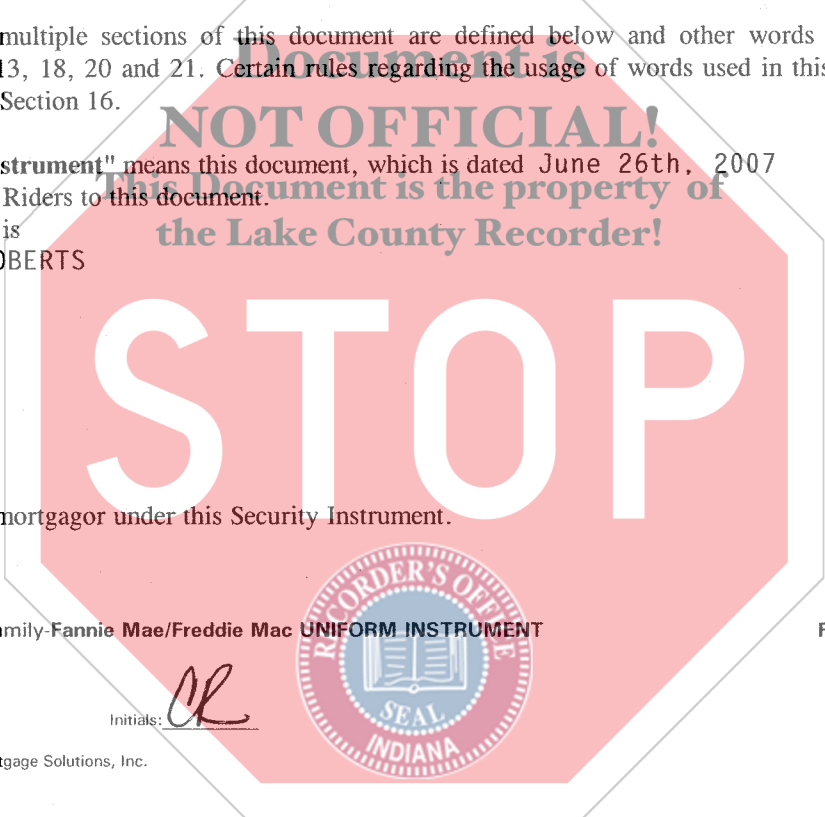 multiple sections of this document are defined below and other words
Document is
13, 18, 20 and 21. Certain rules regarding the usage of words used in this
Section 16.
NOT OFFICIAL!
strument" means this document, which is dated June 26th, 2007
This Document is the property of
Riders to this document.
is
the Lake County Recorder!
OBERTS
STOP
mortgagor under this Security Instrument.
RECORDER'S OFFICE
mily-Fannie Mae/Freddie Mac UNIFORM INSTRUMENT
SEAL
INDIANA
Initials: CR
tgage Solutions, Inc.